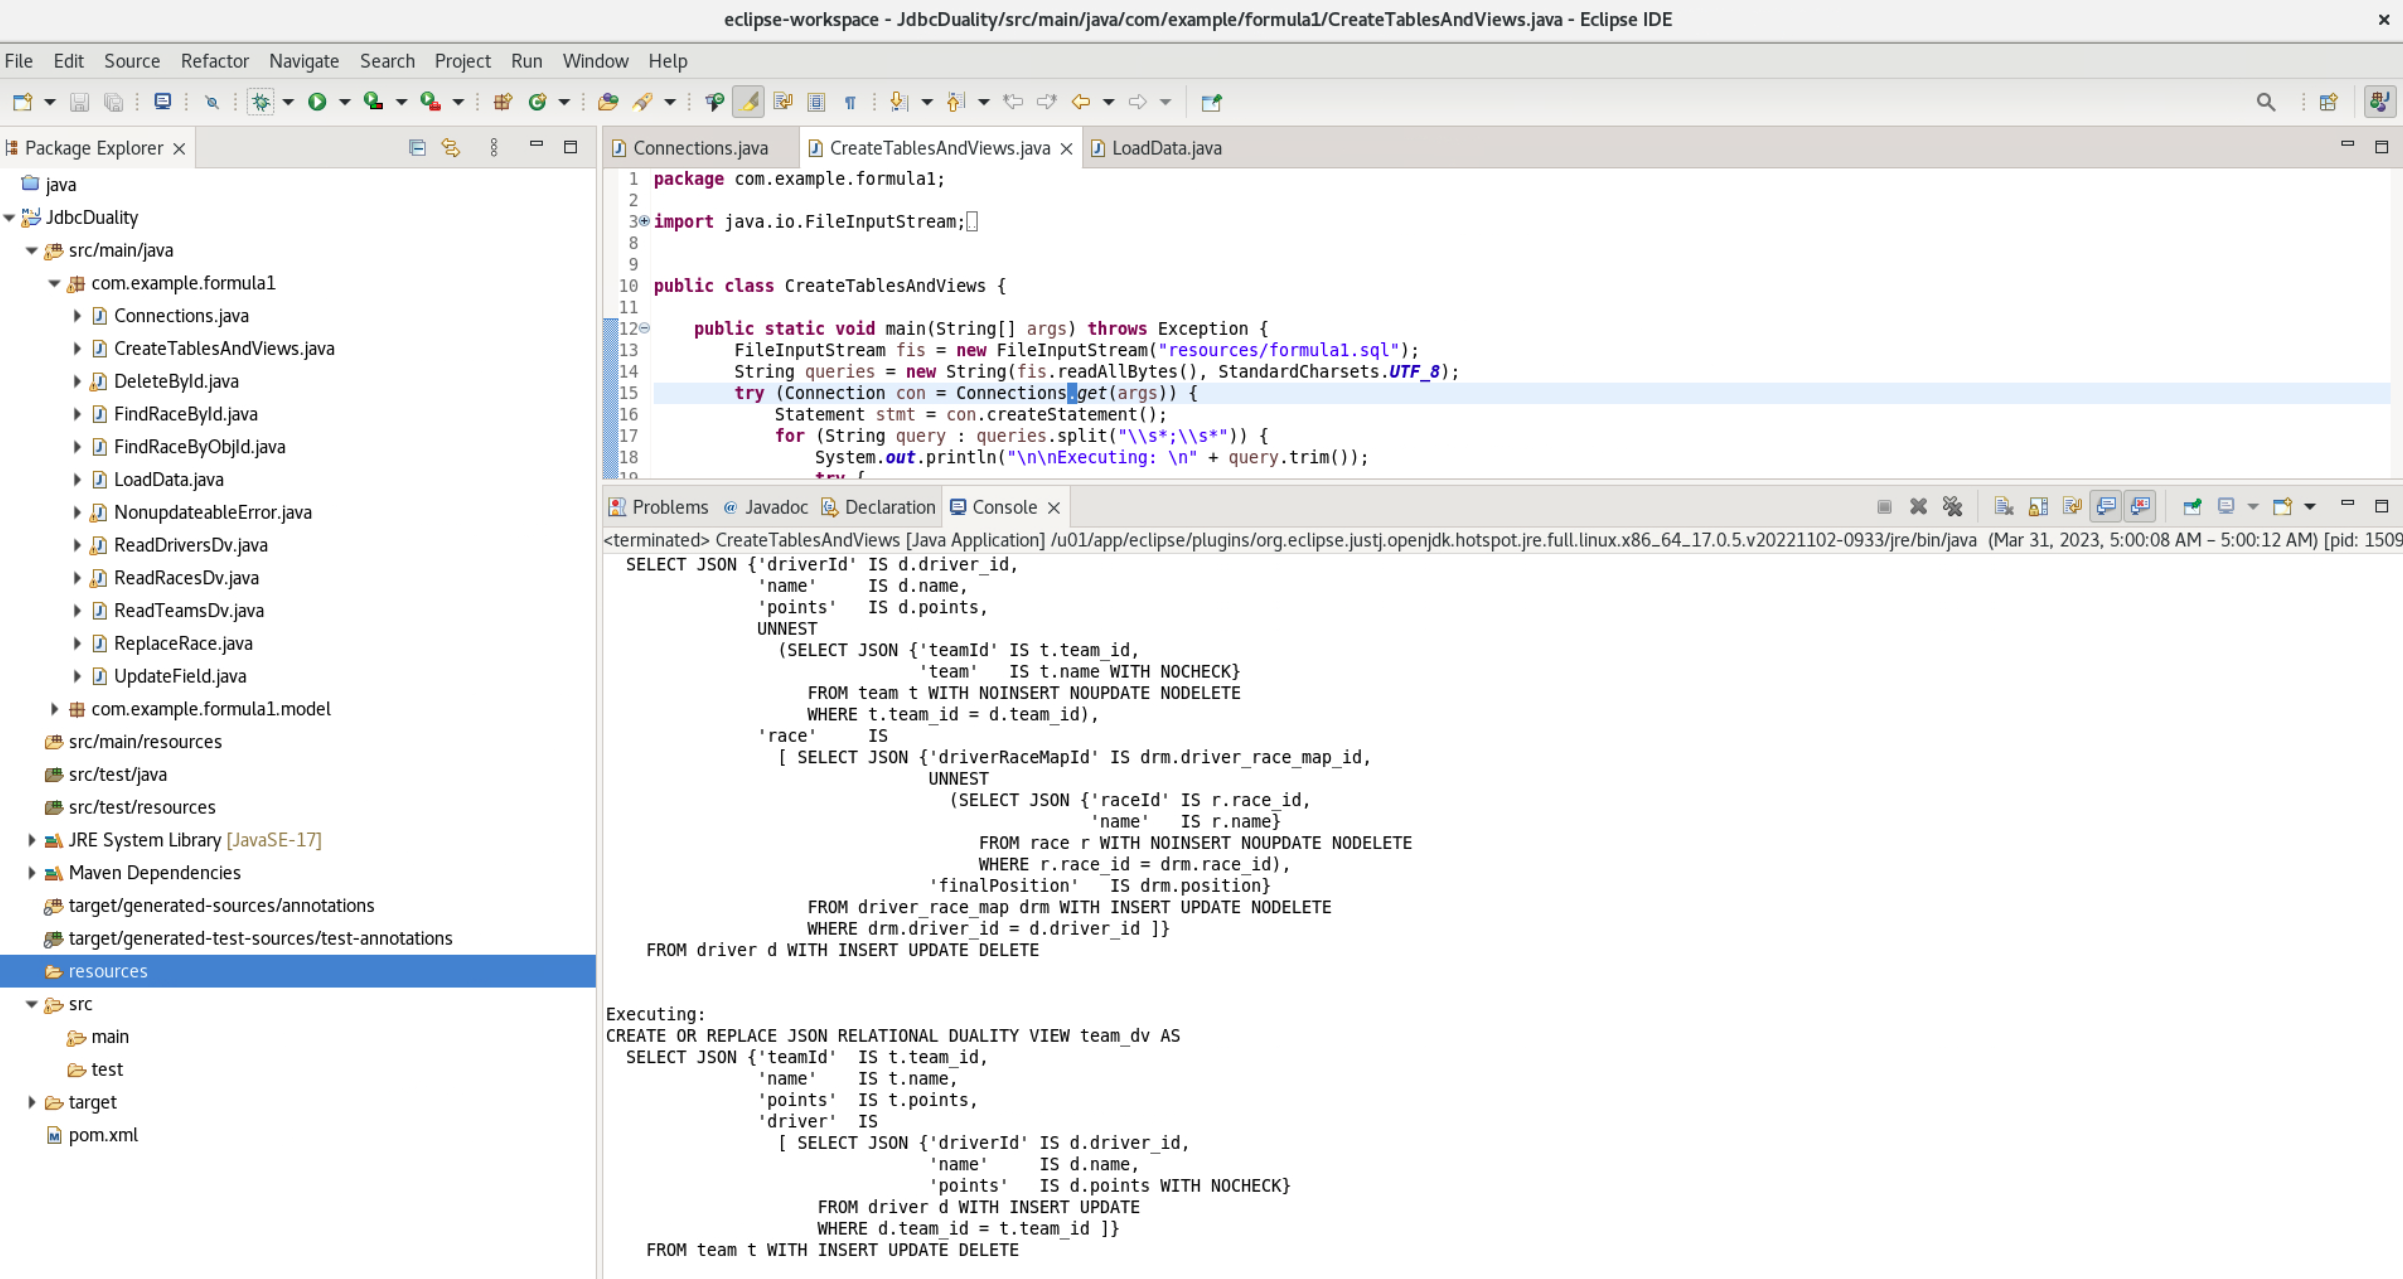 eclipse-workspace - JdbcDuality/src/main/java/com/example/formula1/CreateTablesAndViews.java - Eclipse IDE
File Edit Source Refactor Navigate Search Project Run Window Help
Package Explorer
java
JdbcDuality
src/main/java
com.example.formula1
Connections.java
CreateTablesAndViews.java
DeleteById.java
FindRaceById.java
FindRaceByObjId.java
LoadData.java
NonupdateableError.java
ReadDriversDv.java
ReadRacesDv.java
ReadTeamsDv.java
ReplaceRace.java
UpdateField.java
com.example.formula1.model
src/main/resources
src/test/java
src/test/resources
JRE System Library [JavaSE-17]
Maven Dependencies
target/generated-sources/annotations
target/generated-test-sources/test-annotations
resources
src
main
test
target
pom.xml
Connections.java CreateTablesAndViews.java LoadData.java
1 package com.example.formula1;
2
3 import java.io.FileInputStream;
8
9
10 public class CreateTablesAndViews {
11
12 public static void main(String[] args) throws Exception {
13 FileInputStream fis = new FileInputStream("resources/formula1.sql");
14 String queries = new String(fis.readAllBytes(), StandardCharsets.UTF_8);
15 try (Connection con = Connections.get(args)) {
16 Statement stmt = con.createStatement();
17 for (String query : queries.split("\\s*;\\s*")) {
18 System.out.println("\n\nExecuting: \n" + query.trim());
19 try {
Problems @ Javadoc Declaration Console
<terminated> CreateTablesAndViews [Java Application] /u01/app/eclipse/plugins/org.eclipse.justj.openjdk.hotspot.jre.full.linux.x86_64_17.0.5.v20221102-0933/jre/bin/java (Mar 31, 2023, 5:00:08 AM – 5:00:12 AM) [pid: 1509
SELECT JSON {'driverId' IS d.driver_id,
'name' IS d.name,
'points' IS d.points,
UNNEST
(SELECT JSON {'teamId' IS t.team_id,
'team' IS t.name WITH NOCHECK}
FROM team t WITH NOINSERT NOUPDATE NODELETE
WHERE t.team_id = d.team_id),
'race' IS
[ SELECT JSON {'driverRaceMapId' IS drm.driver_race_map_id,
UNNEST
(SELECT JSON {'raceId' IS r.race_id,
'name' IS r.name}
FROM race r WITH NOINSERT NOUPDATE NODELETE
WHERE r.race_id = drm.race_id),
'finalPosition' IS drm.position}
FROM driver_race_map drm WITH INSERT UPDATE NODELETE
WHERE drm.driver_id = d.driver_id ]}
FROM driver d WITH INSERT UPDATE DELETE
Executing:
CREATE OR REPLACE JSON RELATIONAL DUALITY VIEW team_dv AS
SELECT JSON {'teamId' IS t.team_id,
'name' IS t.name,
'points' IS t.points,
'driver' IS
[ SELECT JSON {'driverId' IS d.driver_id,
'name' IS d.name,
'points' IS d.points WITH NOCHECK}
FROM driver d WITH INSERT UPDATE
WHERE d.team_id = t.team_id ]}
FROM team t WITH INSERT UPDATE DELETE